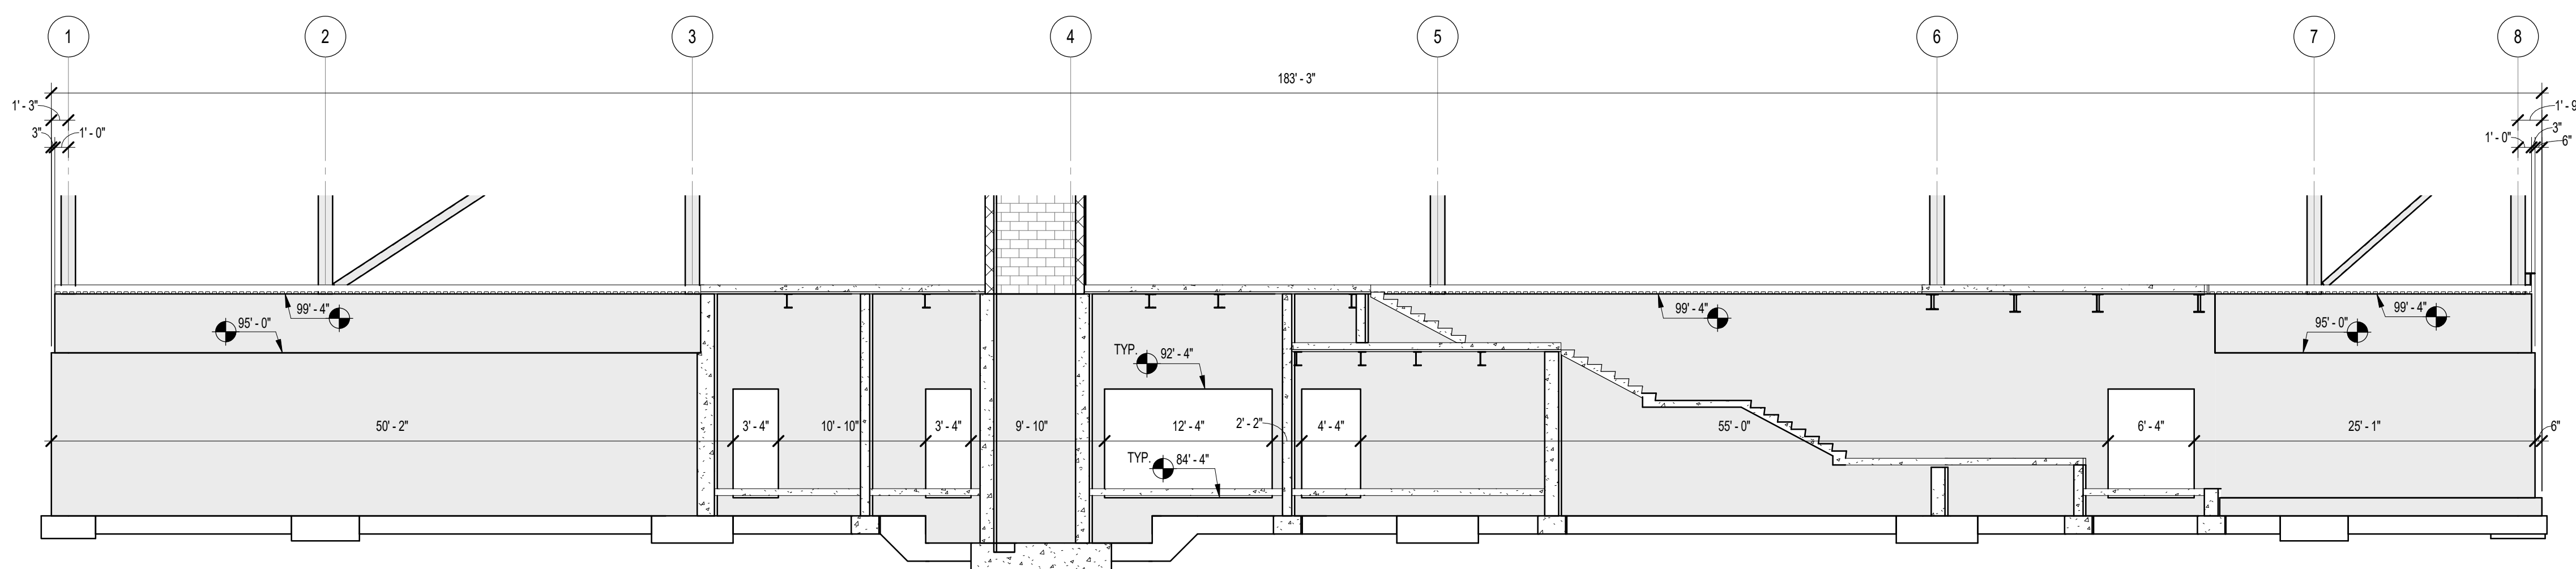 1 2 3 4 5 6 7 8
183' - 3"
1' - 3"
1' - 9
3" 1' - 0"
1' - 0" 3" 6"
99' - 4" 99' - 4" 99' - 4"
95' - 0" 95' - 0"
TYP. 92' - 4"
50' - 2" 3' - 4" 10' - 10" 3' - 4" 9' - 10" 12' - 4" 2' - 2" 4' - 4" 55' - 0" 6' - 4" 25' - 1" 6"
TYP. 84' - 4"